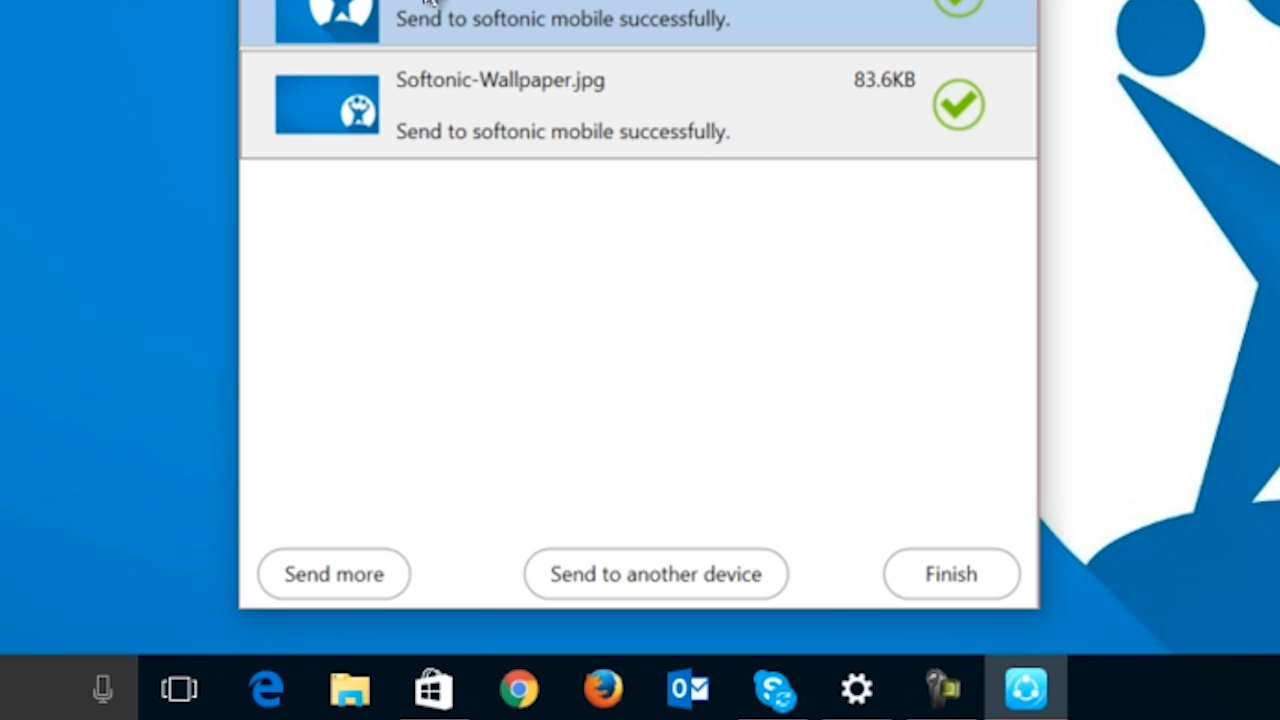 Send to softonic mobile successfully.
Softonic-Wallpaper.jpg 83.6KB
Send to softonic mobile successfully.
Send more Send to another device Finish